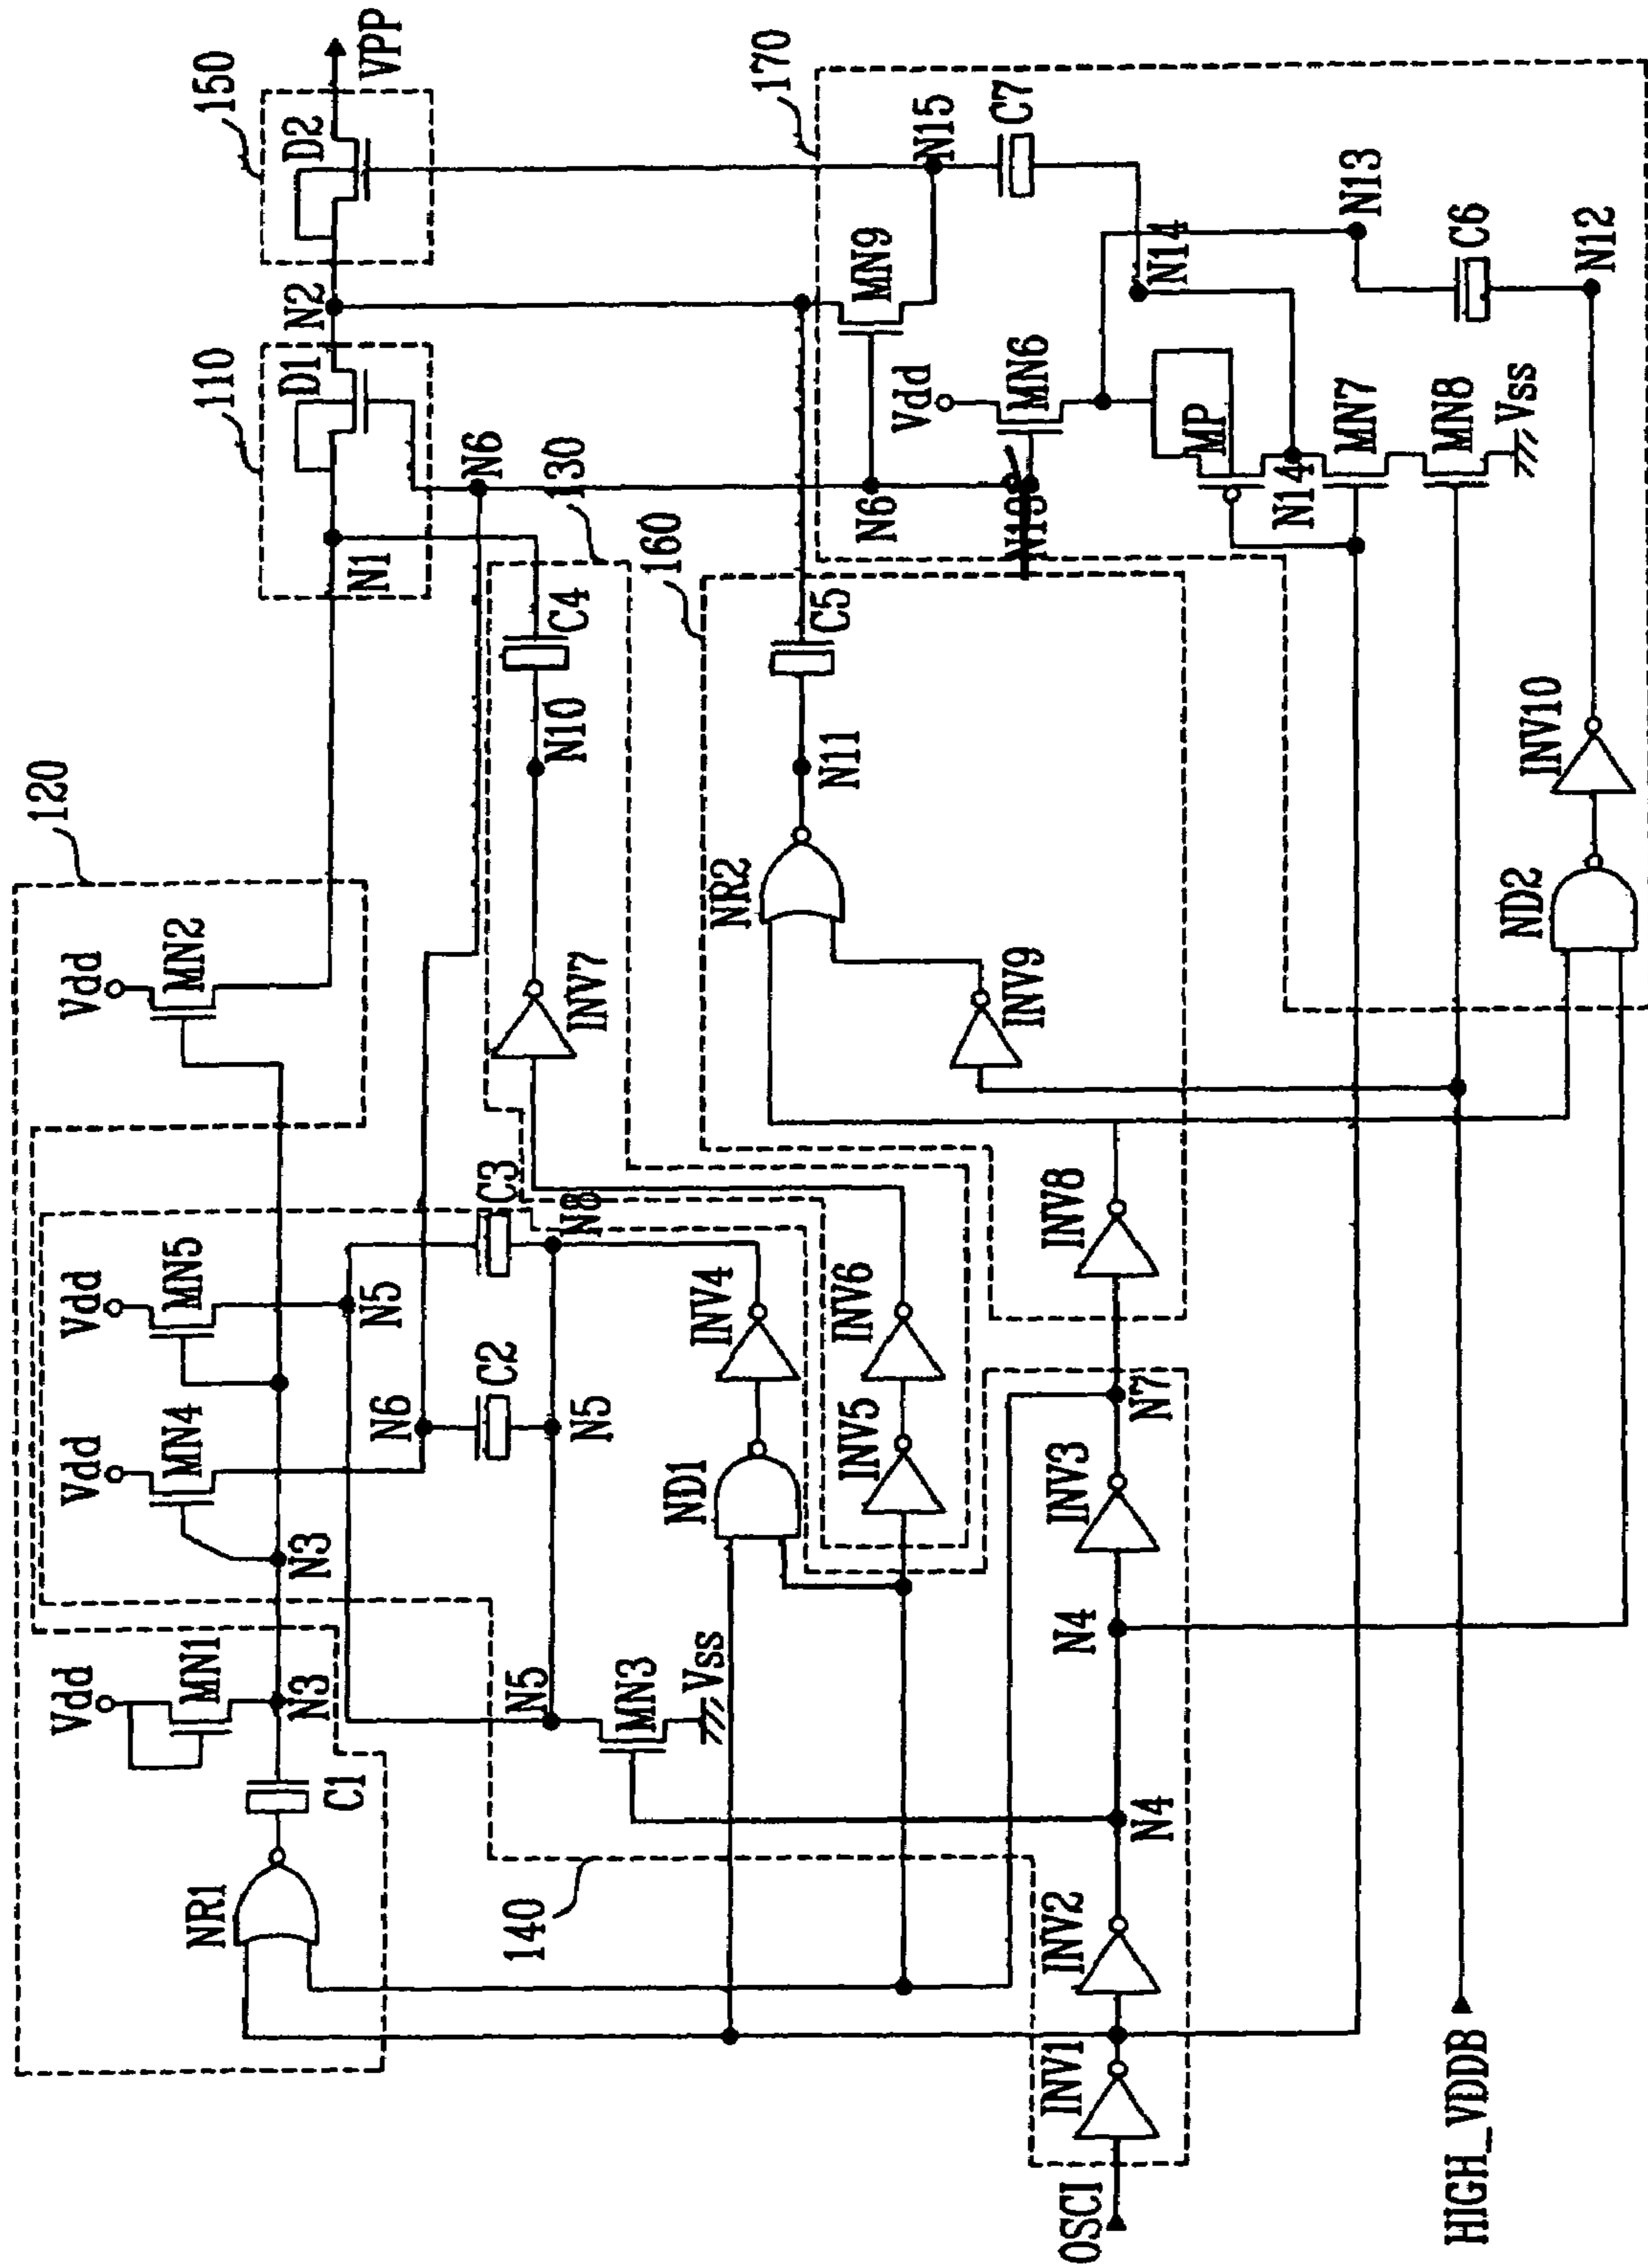 120
Vdd
Vdd
Vdd
Vdd
NR1
MN1
MN4
MN5
MN2
110
150
D1
N2
D2
N3
N3
C1
N5
N1
VPP
N6
N6
C2
C3
140
N5
130
N5
N8
INV7
N10
C4
MN3
160
ND1
Vss
INV4
NR2
170
N11
C5
INV5
INV6
N6
MN9
Vdd
N15
INV9
MN6
C7
OSCI
INV1
INV2
INV3
INV8
N4
N4
N7
N14
MP
N14
MN7
N13
HIGH_VDDB
MN8
C6
ND2
INV10
Vss
N12